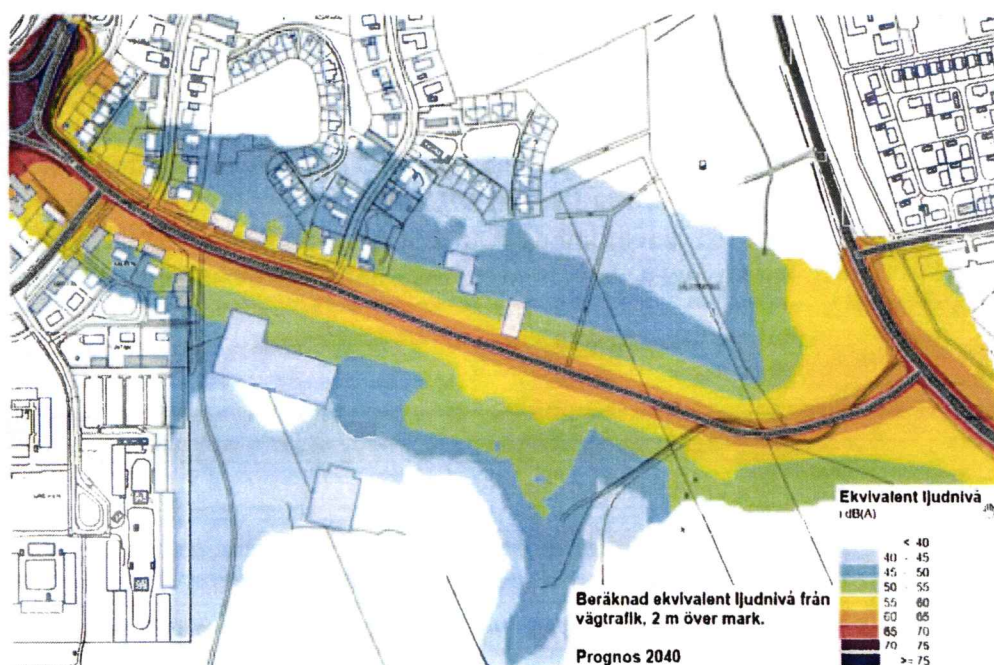 Ekvivalent ljudnivå
i dB(A)
< 40
40 - 45
45 - 50
50 - 55
55 - 60
60 - 65
65 - 70
70 - 75
>= 75
Beräknad ekvivalent ljudnivå från
vägtrafik, 2 m över mark.
Prognos 2040